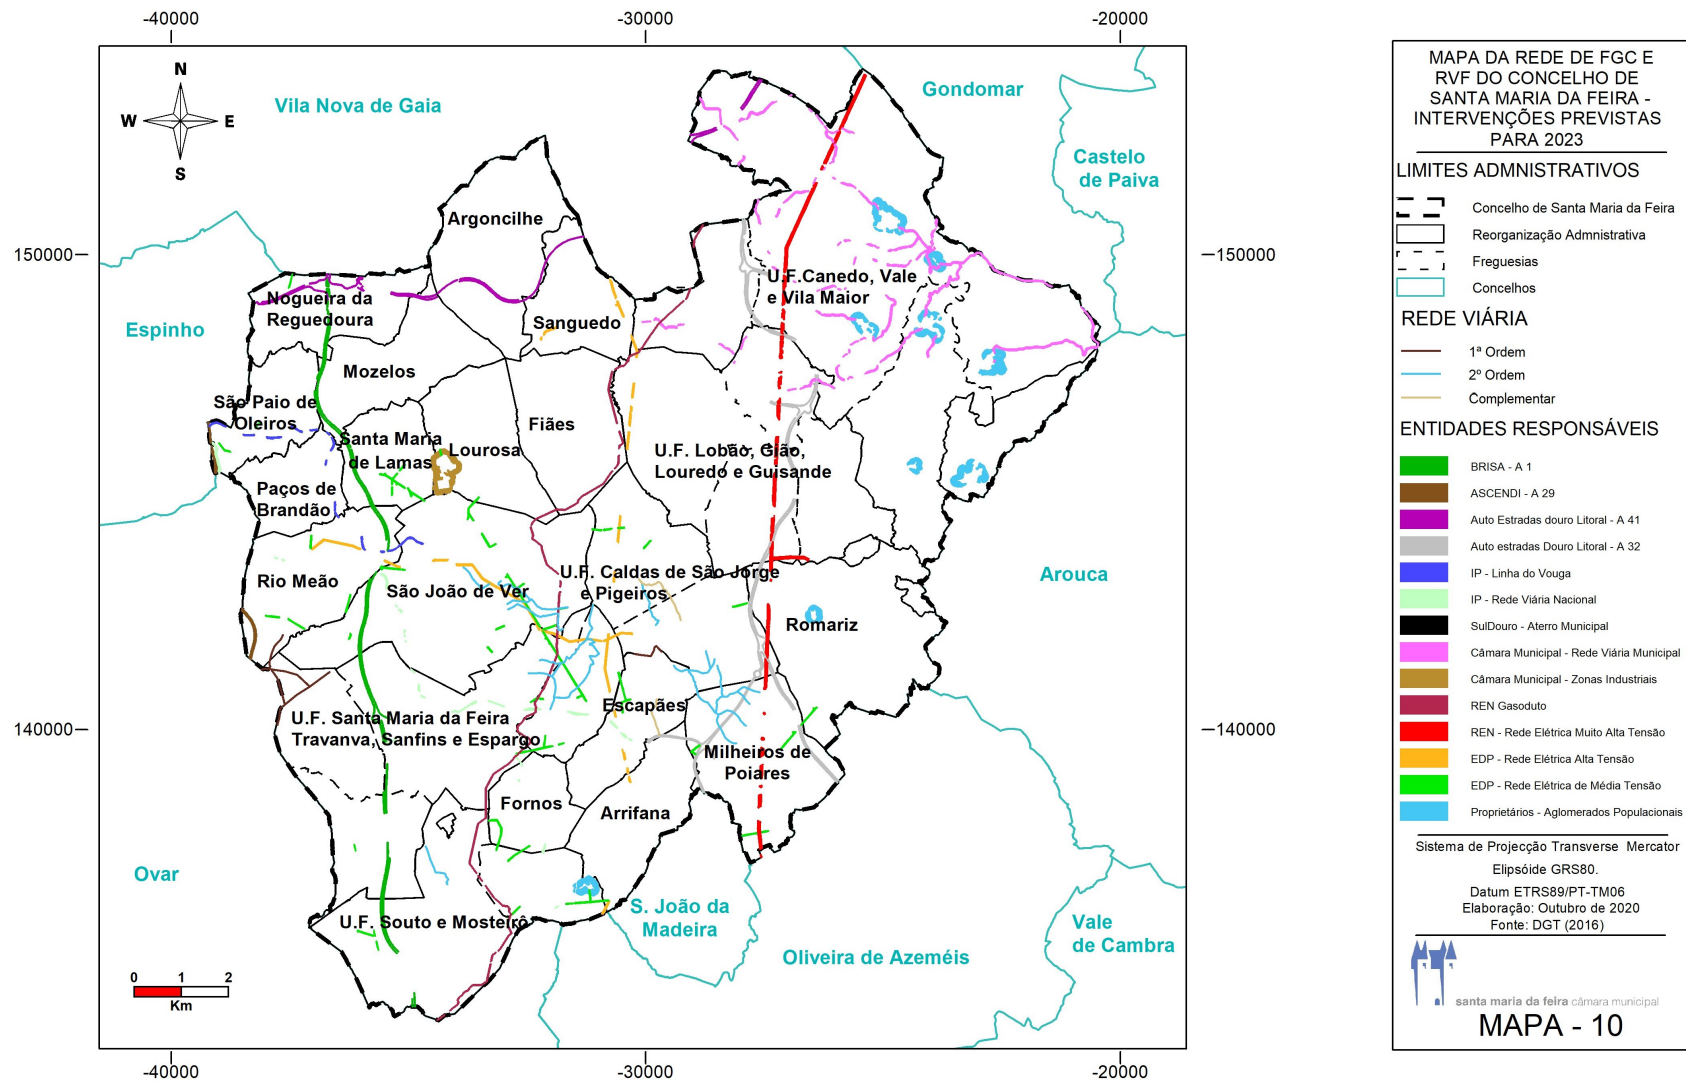 -40000
-30000
-20000
N
W
E
S
Vila Nova de Gaia
Gondomar
Castelo
de Paiva
Argoncilhe
150000
150000
U.F.Canedo, Vale
e Vila Maior
Nogueira da
Reguedoura
Espinho
Sanguedo
Mozelos
São Paio de
Oleiros
Santa Maria
de Lamas
Lourosa
Fiães
U.F. Lobão, Gião,
Louredo e Guisande
Paços de
Brandão
Rio Meão
São João de Ver
U.F. Caldas de São Jorge
e Pigeiros
Arouca
Romariz
Escapães
U.F. Santa Maria da Feira
Travanva, Sanfins e Espargo
140000
140000
Milheiros de
Poiares
Fornos
Arrifana
Ovar
U.F. Souto e Mosteirô
S. João da
Madeira
Vale
de Cambra
Oliveira de Azeméis
0 1 2
Km
-40000
-30000
-20000
MAPA DA REDE DE FGC E
RVF DO CONCELHO DE
SANTA MARIA DA FEIRA -
INTERVENÇÕES PREVISTAS
PARA 2023
LIMITES ADMNISTRATIVOS
Concelho de Santa Maria da Feira
Reorganização Admnistrativa
Freguesias
Concelhos
REDE VIÁRIA
1ª Ordem
2º Ordem
Complementar
ENTIDADES RESPONSÁVEIS
BRISA - A 1
ASCENDI - A 29
Auto Estradas douro Litoral - A 41
Auto estradas Douro Litoral - A 32
IP - Linha do Vouga
IP - Rede Viária Nacional
SulDouro - Aterro Municipal
Câmara Municipal - Rede Viária Municipal
Câmara Municipal - Zonas Industriais
REN Gasoduto
REN - Rede Elétrica Muito Alta Tensão
EDP - Rede Elétrica Alta Tensão
EDP - Rede Elétrica de Média Tensão
Proprietários - Aglomerados Populacionais
Sistema de Projecção Transverse Mercator
Elipsóide GRS80.
Datum ETRS89/PT-TM06
Elaboração: Outubro de 2020
Fonte: DGT (2016)
santa maria da feira câmara municipal
MAPA - 10